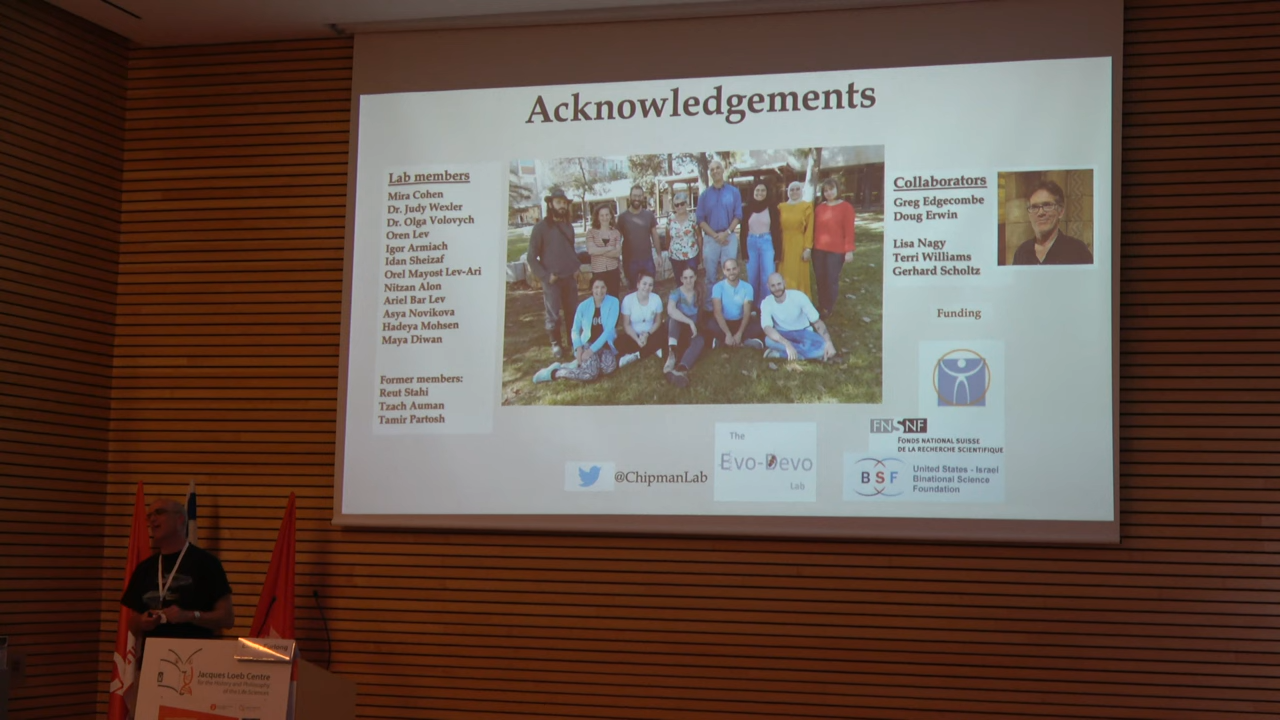 Acknowledgements
Lab members
Mira Cohen
Dr. Judy Wexler
Dr. Olga Volovych
Oren Lev
Igor Armiach
Idan Sheizaf
Orel Mayost Lev-Ari
Nitzan Alon
Ariel Bar Lev
Asya Novikova
Hadeya Mohsen
Maya Diwan
Former members:
Reut Stahi
Tzach Auman
Tamir Partosh
Collaborators
Greg Edgecombe
Doug Erwin
Lisa Nagy
Terri Williams
Gerhard Scholtz
Funding
FNSNF
FONDS NATIONAL SUISSE
DE LA RECHERCHE SCIENTIFIQUE
BSF
United States - Israel
Binational Science
Foundation
@ChipmanLab
The
Evo-Devo
Lab
Jacques Loeb Centre
for the History and Philosophy
of the Life Sciences